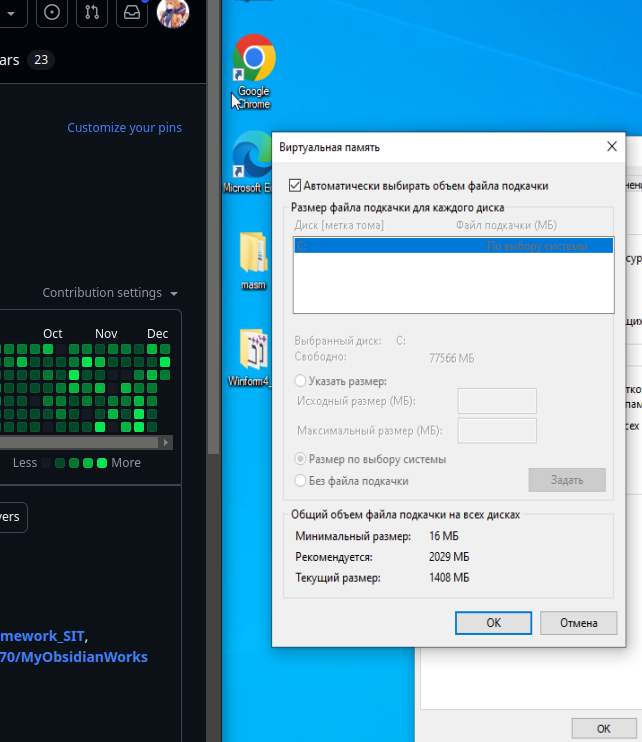 ars 23
Customize your pins
Contribution settings
Oct Nov Dec
Less More
vers
mework_SIT,
70/MyObsidianWorks
Google
Chrome
Microsoft E
masm
Winform4_
Виртуальная память
Автоматически выбирать объем файла подкачки
Размер файла подкачки для каждого диска
Диск [метка тома] Файл подкачки (МБ)
C: По выбору системы
Выбранный диск: C:
Свободно: 77566 МБ
Указать размер:
Исходный размер (МБ):
Максимальный размер (МБ):
Размер по выбору системы
Без файла подкачки
Задать
Общий объем файла подкачки на всех дисках
Минимальный размер: 16 МБ
Рекомендуется: 2029 МБ
Текущий размер: 1408 МБ
ОК Отмена
сур
щих
тко
пам
сех
ОК